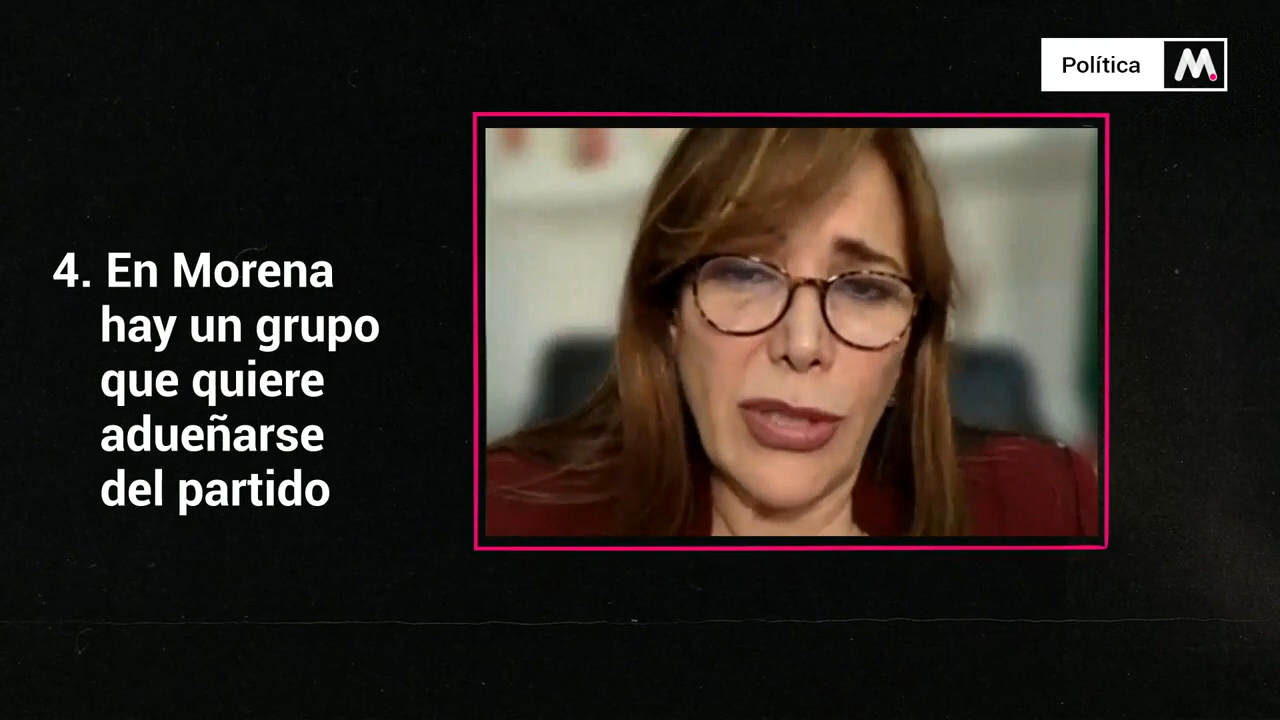 Política M
4. En Morena
hay un grupo
que quiere
adueñarse
del partido